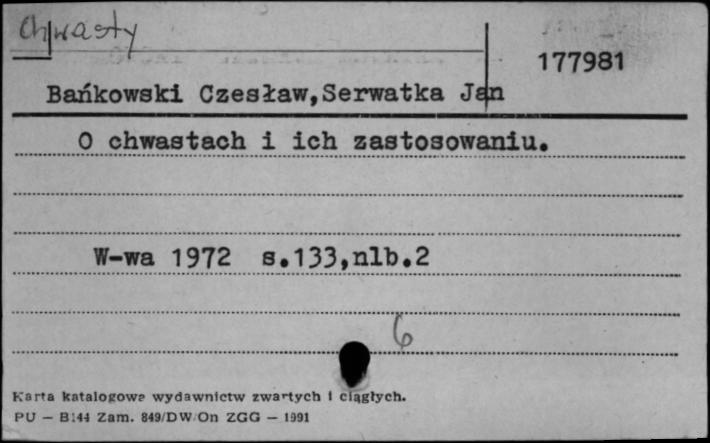 Chwasty
177981
Bańkowski Czesław,Serwatka Jan
O chwastach i ich zastosowaniu.
W-wa 1972 s.133,nlb.2
6
Karta katalogowa wydawnictw zwartych i ciągłych.
PU — B144 Zam. 849/DW/On ZGG — 1991